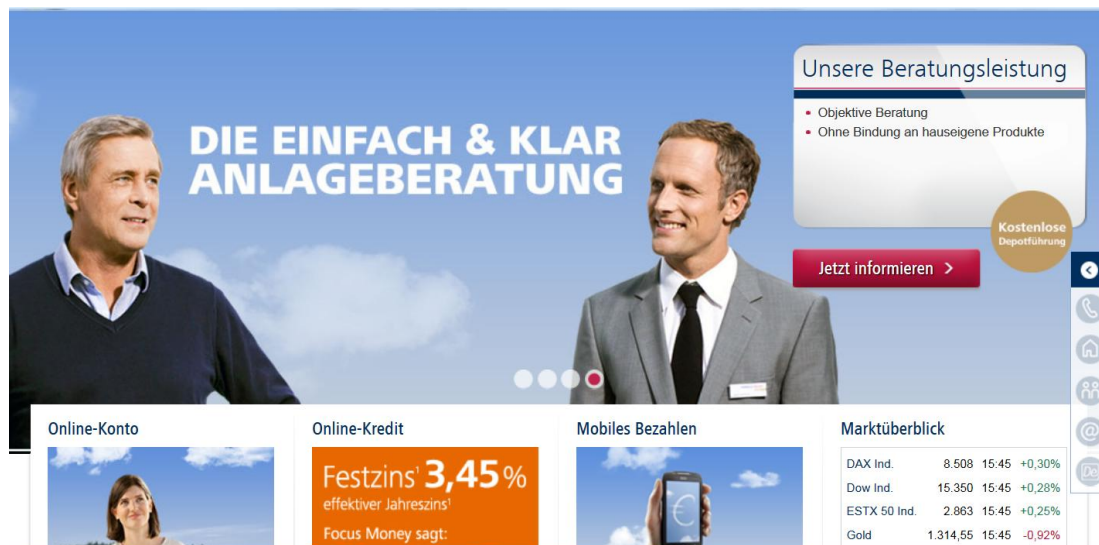 DIE EINFACH & KLAR
ANLAGEBERATUNG
Unsere Beratungsleistung
• Objektive Beratung
• Ohne Bindung an hauseigene Produkte
Kostenlose
Depotführung
Jetzt informieren >
Online-Konto
Online-Kredit
Festzins¹ 3,45%
effektiver Jahreszins¹
Focus Money sagt:
Mobiles Bezahlen
€
Marktüberblick
DAX Ind. 8.508 15:45 +0,30%
Dow Ind. 15.350 15:45 +0,28%
ESTX 50 Ind. 2.863 15:45 +0,25%
Gold 1.314,55 15:45 -0,92%
@